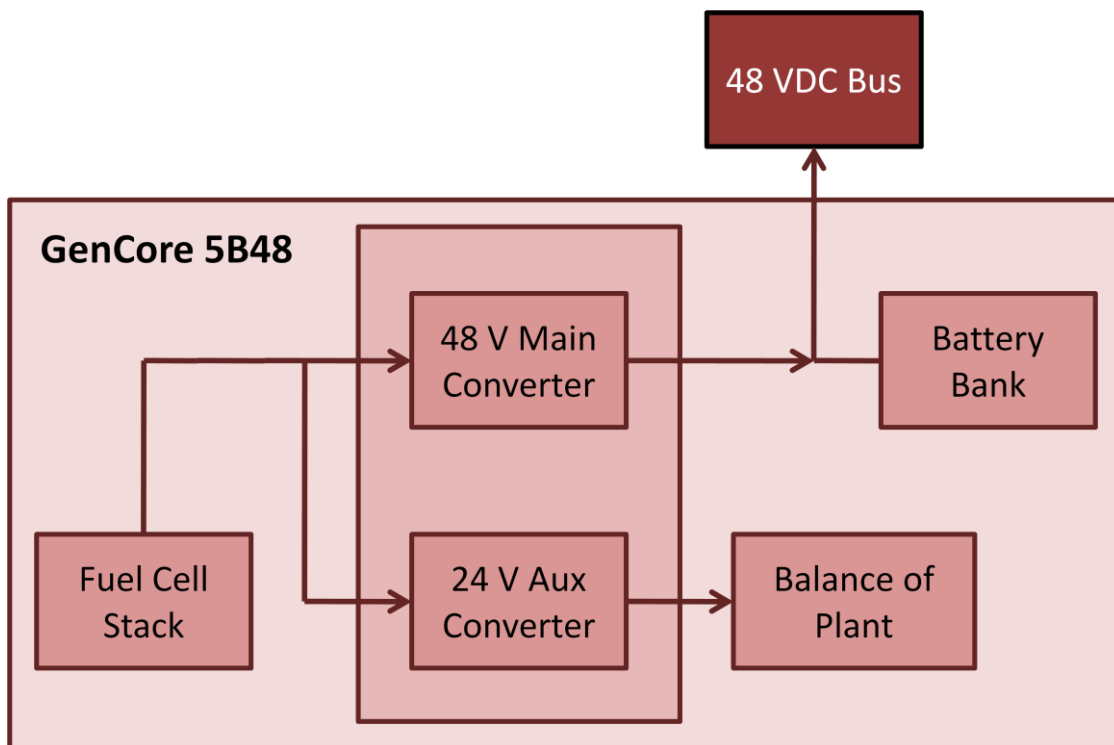 48 VDC Bus
GenCore 5B48
48 V Main
Converter
Battery
Bank
Fuel Cell
Stack
24 V Aux
Converter
Balance of
Plant